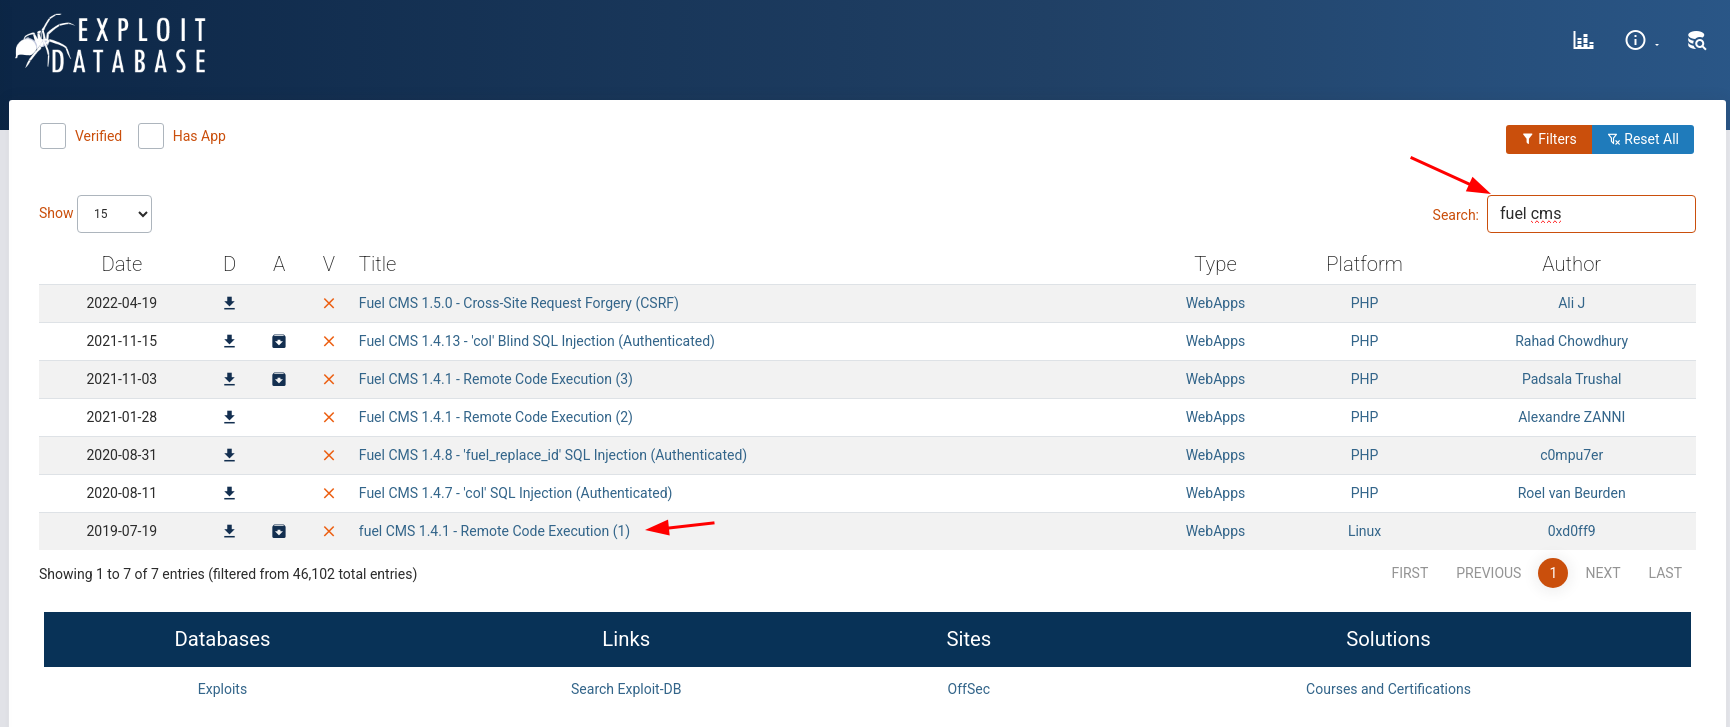 EXPLOIT
DATABASE
Verified Has App
Filters Reset All
Show 15
Search: fuel cms
Date D A V Title Type Platform Author
2022-04-19 Fuel CMS 1.5.0 - Cross-Site Request Forgery (CSRF) WebApps PHP Ali J
2021-11-15 Fuel CMS 1.4.13 - 'col' Blind SQL Injection (Authenticated) WebApps PHP Rahad Chowdhury
2021-11-03 Fuel CMS 1.4.1 - Remote Code Execution (3) WebApps PHP Padsala Trushal
2021-01-28 Fuel CMS 1.4.1 - Remote Code Execution (2) WebApps PHP Alexandre ZANNI
2020-08-31 Fuel CMS 1.4.8 - 'fuel_replace_id' SQL Injection (Authenticated) WebApps PHP c0mpu7er
2020-08-11 Fuel CMS 1.4.7 - 'col' SQL Injection (Authenticated) WebApps PHP Roel van Beurden
2019-07-19 fuel CMS 1.4.1 - Remote Code Execution (1) WebApps Linux 0xd0ff9
Showing 1 to 7 of 7 entries (filtered from 46,102 total entries)
FIRST PREVIOUS 1 NEXT LAST
Databases Links Sites Solutions
Exploits Search Exploit-DB OffSec Courses and Certifications